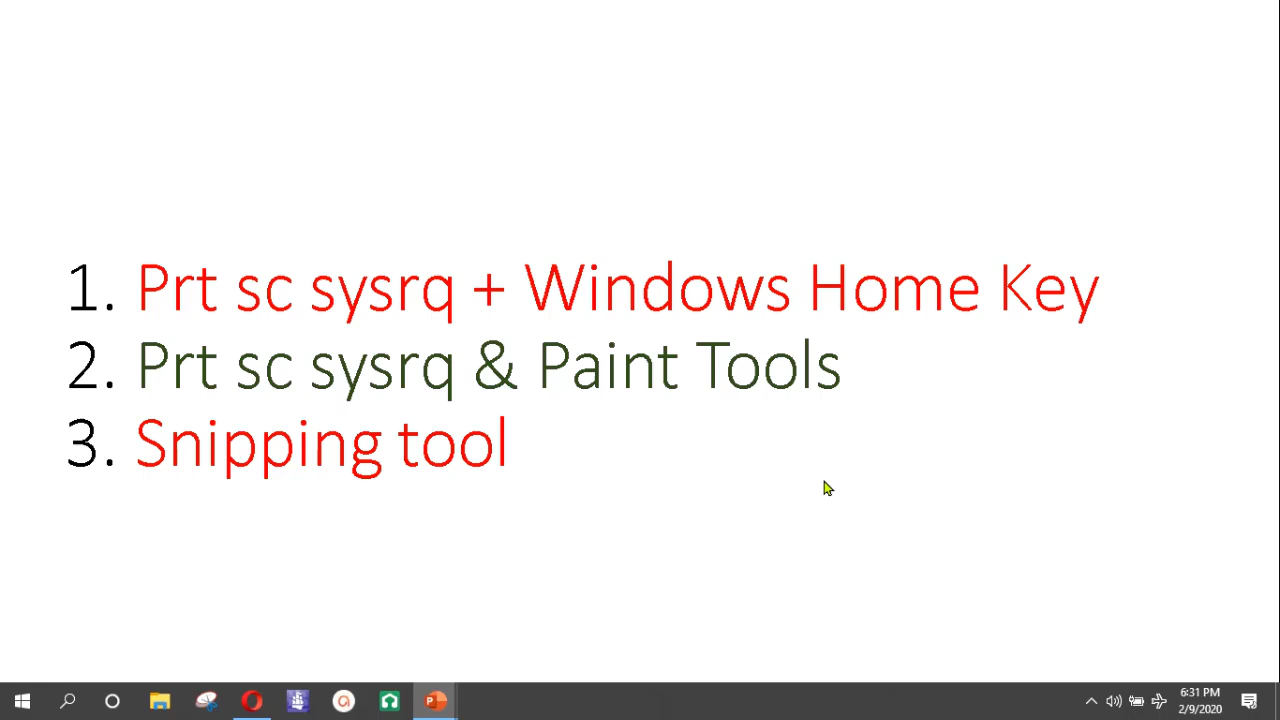 1. Prt sc sysrq + Windows Home Key
2. Prt sc sysrq & Paint Tools
3. Snipping tool
6:31 PM
2/9/2020